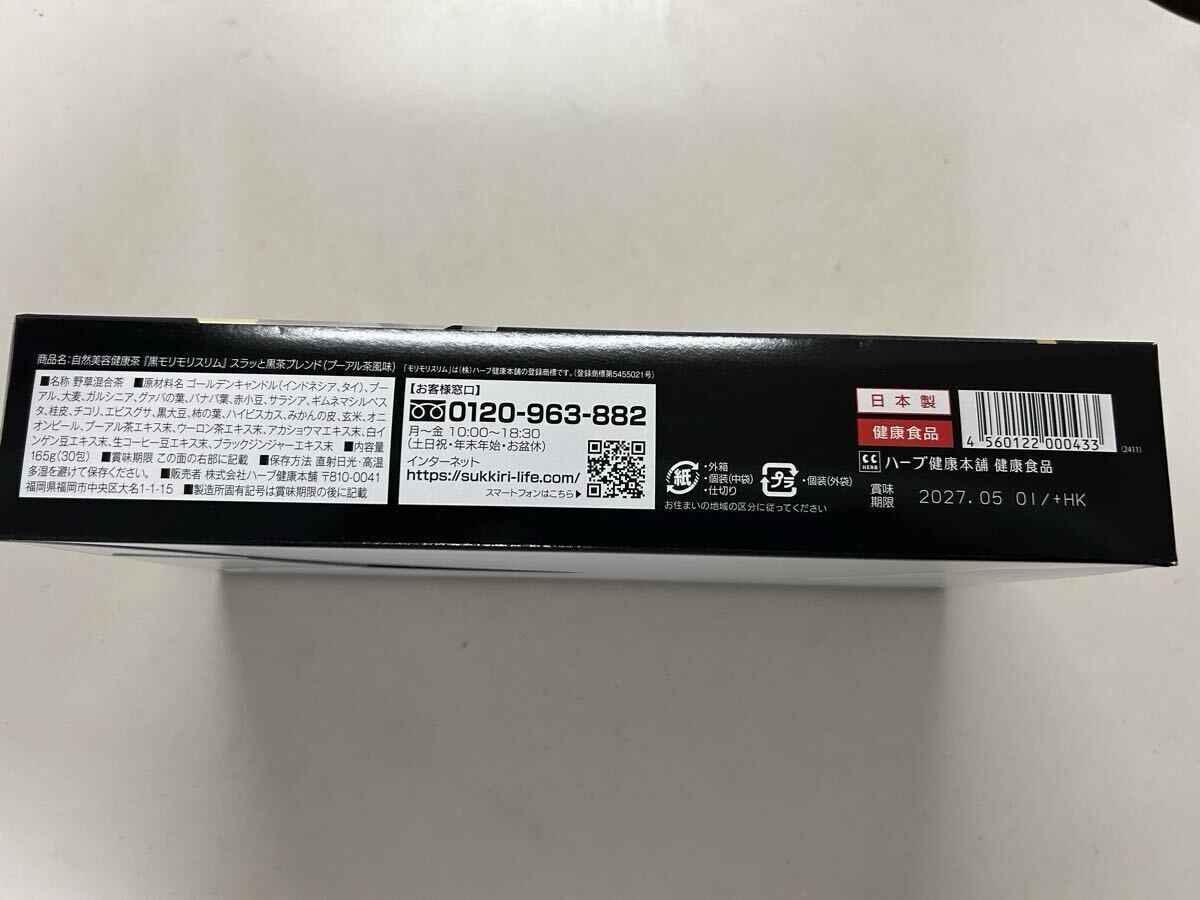 商品名：自然美容健康茶『黒モリモリスリム』スラッと黒茶ブレンド（プーアル茶風味）
「モリモリスリム」は（株）ハーブ健康本舗の登録商標です。（登録商標第5455021号）
■名称 野草混合茶 ■原材料名 ゴールデンキャンドル（インドネシア、タイ）、プー
アル、大麦、ガルシニア、グァバの葉、バナバ葉、赤小豆、サラシア、ギムネマシルベス
タ、桂皮、チコリ、エビスグサ、黒大豆、柿の葉、ハイビスカス、みかんの皮、玄米、オニ
オンピール、プーアル茶エキス末、ウーロン茶エキス末、アカショウマエキス末、白イ
ンゲン豆エキス末、生コーヒー豆エキス末、ブラックジンジャーエキス末 ■内容量
165g（30包） ■賞味期限 この面の右部に記載 ■保存方法 直射日光・高温
多湿を避けて保存ください。 ■販売者 株式会社ハーブ健康本舗 〒810-0041
福岡県福岡市中央区大名1-1-15 ■製造所固有記号は賞味期限の後に記載
【お客様窓口】
0120-963-882
月～金 10:00～18:30
（土日祝・年末年始・お盆休）
インターネット
https://sukkiri-life.com/
スマートフォンはこちら▶
紙
・外箱
・個装（中袋）
・仕切り
プラ
・個装（外袋）
お住まいの地域の区分に従ってください
日本製
健康食品
4 560122 000433
(2411)
HERB
ハーブ健康本舗 健康食品
賞味
期限
2027.05 01/+HK